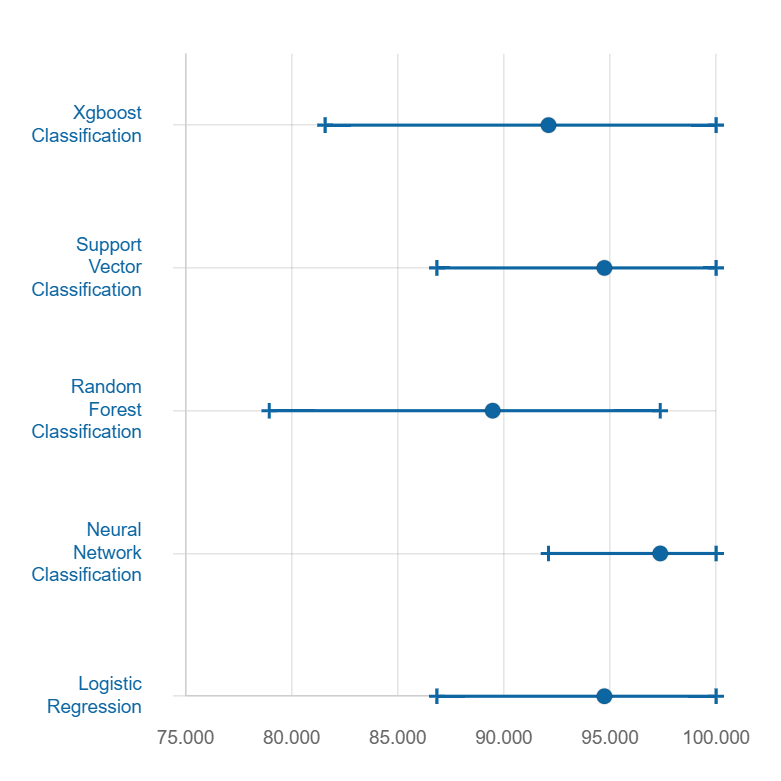 Xgboost
Classification
Support
Vector
Classification
Random
Forest
Classification
Neural
Network
Classification
Logistic
Regression
75.000 80.000 85.000 90.000 95.000 100.000